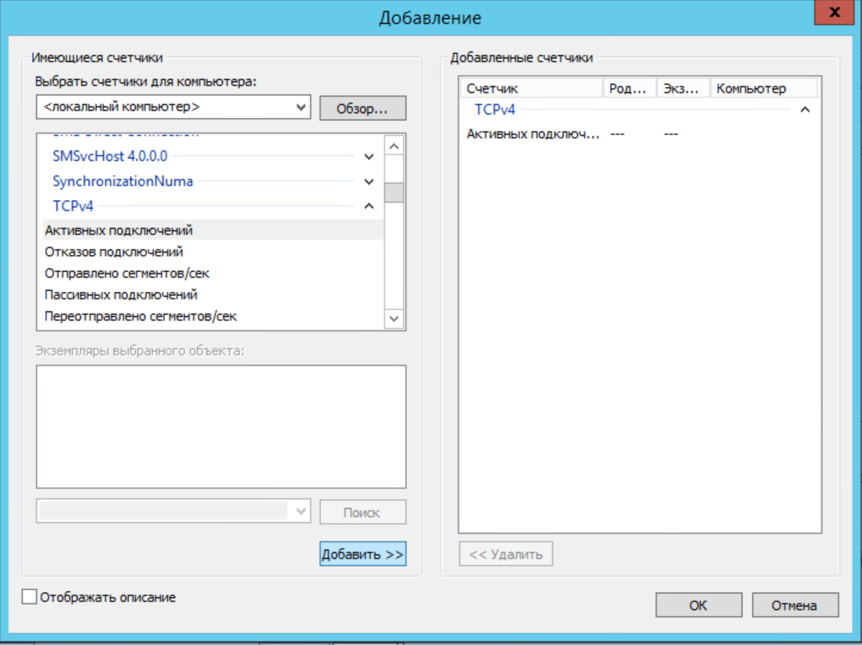 Добавление
x
Имеющиеся счетчики
Выбрать счетчики для компьютера:
<локальный компьютер>
Обзор...
SMSvcHost 4.0.0.0
SynchronizationNuma
TCPv4
Активных подключений
Отказов подключений
Отправлено сегментов/сек
Пассивных подключений
Переотправлено сегментов/сек
Экземпляры выбранного объекта:
Поиск
Добавить >>
Отображать описание
Добавленные счетчики
Счетчик Род... Экз... Компьютер
TCPv4
Активных подключ... --- ---
<< Удалить
ОК
Отмена